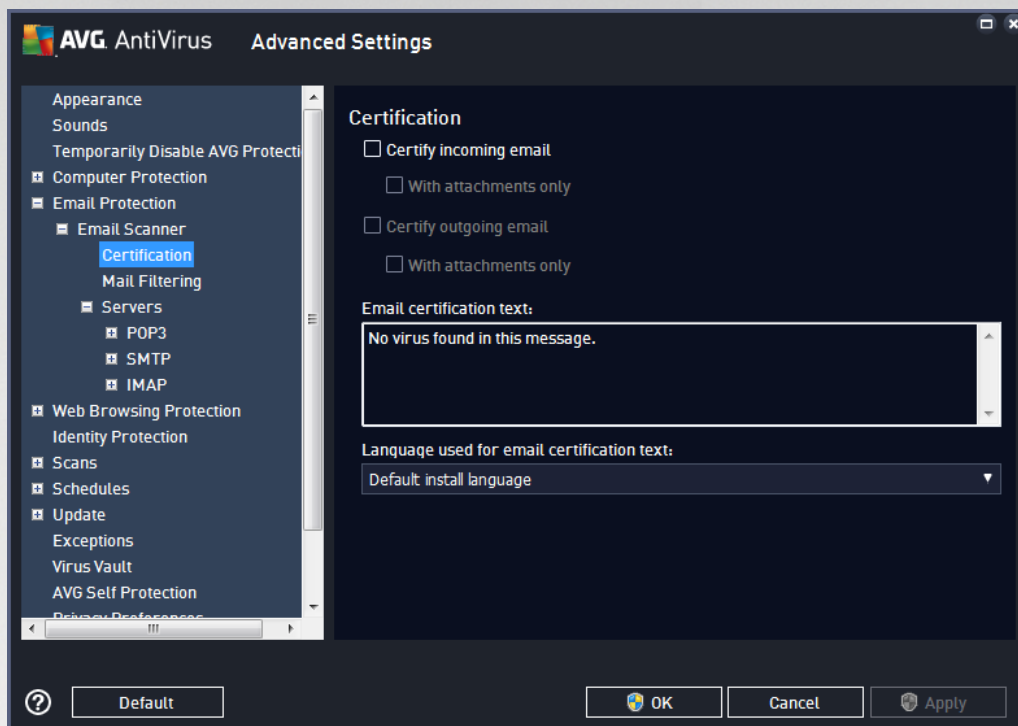 AVG AntiVirus Advanced Settings
Appearance
Sounds
Temporarily Disable AVG Protecti
Computer Protection
Email Protection
Email Scanner
Certification
Mail Filtering
Servers
POP3
SMTP
IMAP
Web Browsing Protection
Identity Protection
Scans
Schedules
Update
Exceptions
Virus Vault
AVG Self Protection
Privacy Preferences
Certification
Certify incoming email
With attachments only
Certify outgoing email
With attachments only
Email certification text:
No virus found in this message.
Language used for email certification text:
Default install language
? Default OK Cancel Apply